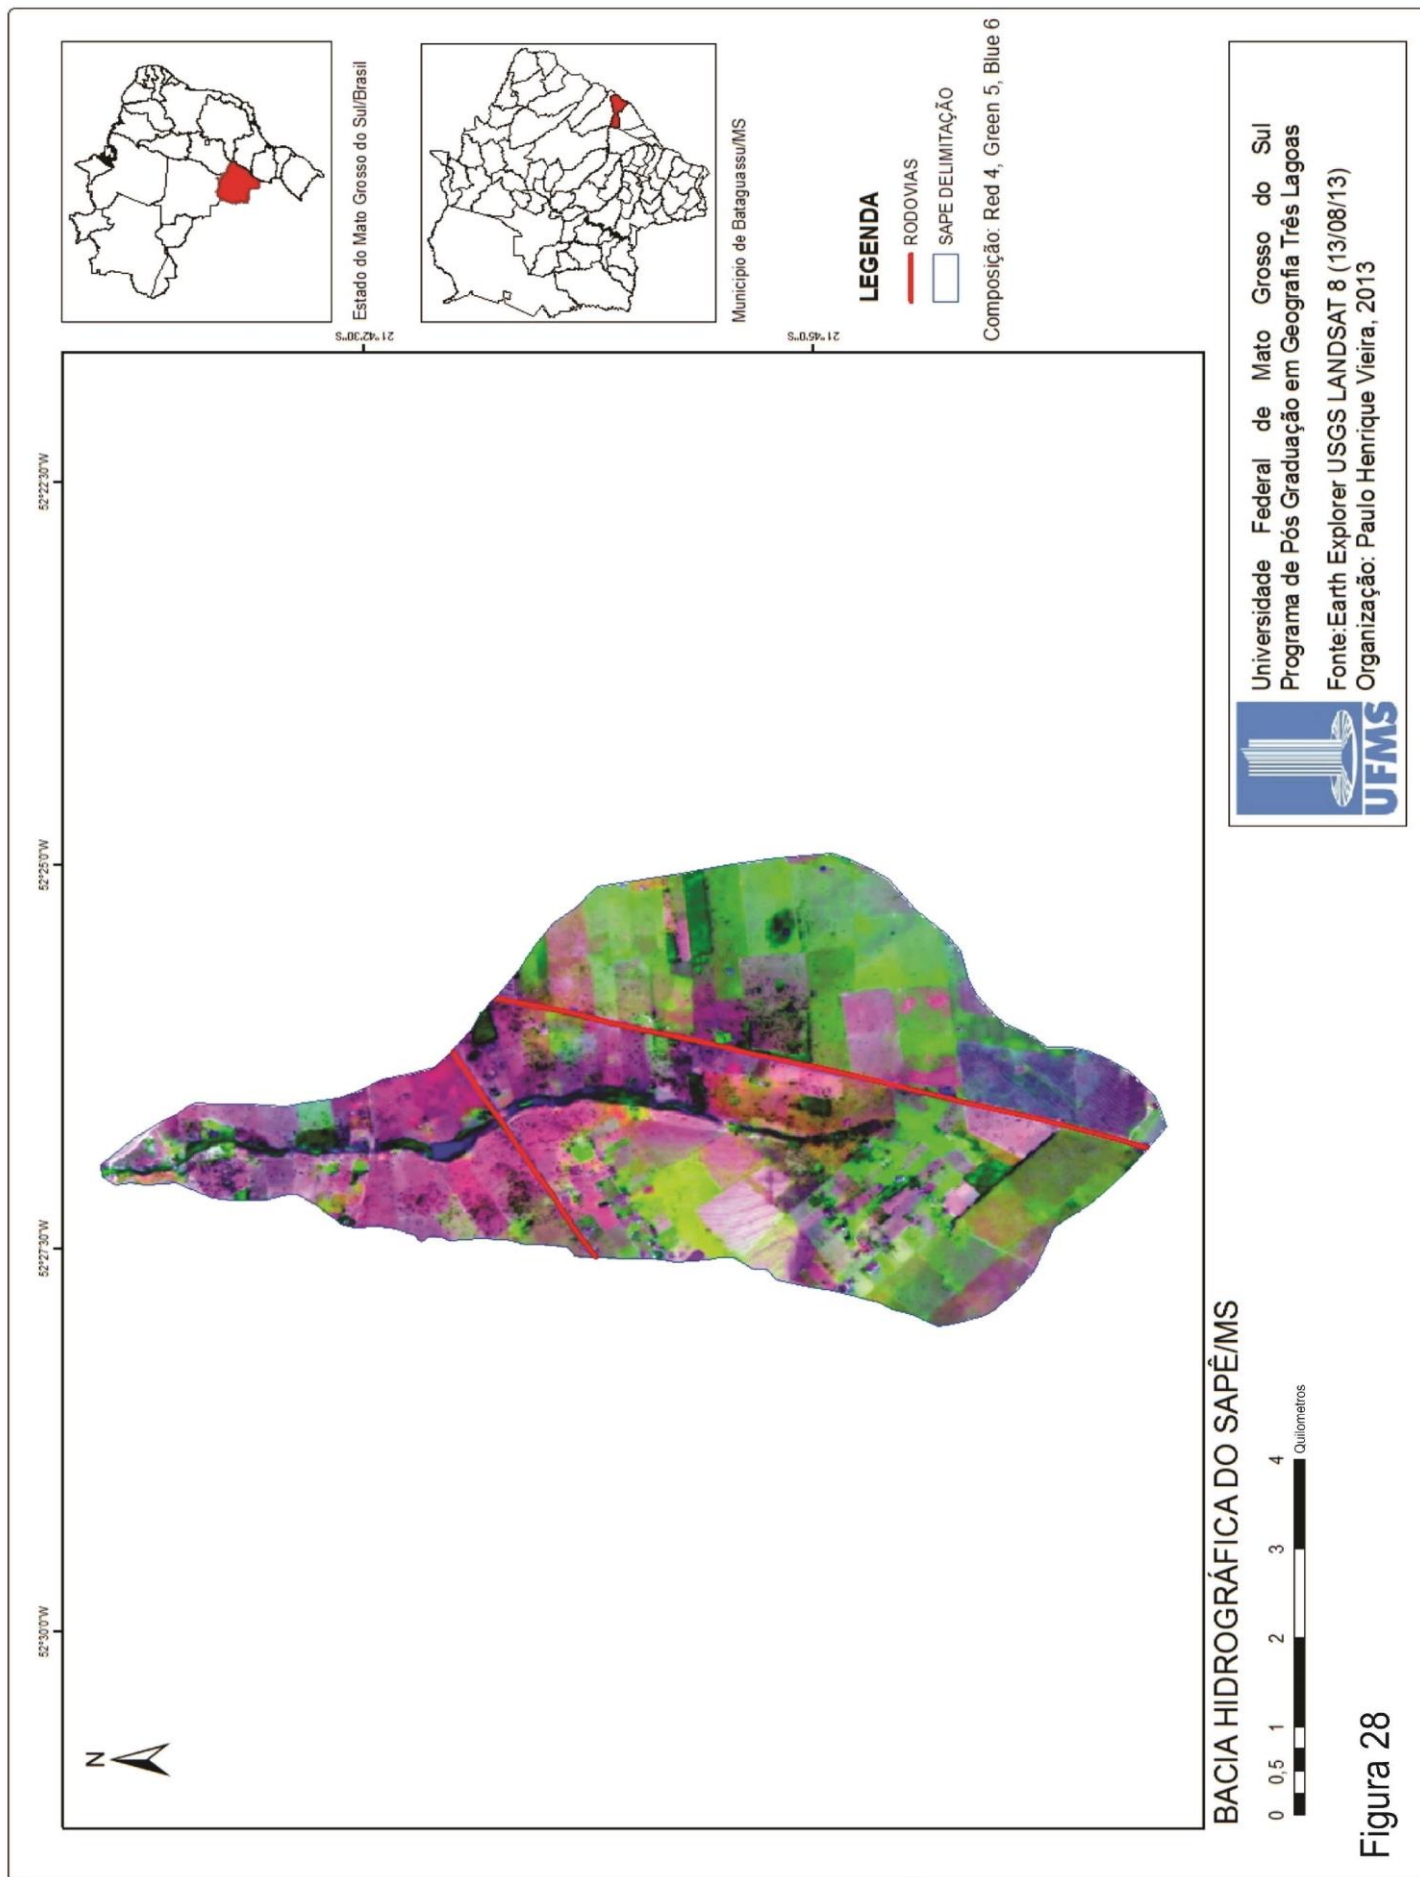 52°30'0"W
52°27'30"W
52°25'0"W
52°22'30"W
N
21°42'30"S
21°45'0"S
Estado do Mato Grosso do Sul/Brasil
Municipio de Bataguassu/MS
LEGENDA
RODOVIAS
SAPE DELIMITAÇÃO
Composição: Red 4, Green 5, Blue 6
BACIA HIDROGRÁFICA DO SAPÊ/MS
0 0,5 1 2 3 4
Quilometros
UFMS
Universidade Federal de Mato Grosso do Sul
Programa de Pós Graduação em Geografia Três Lagoas
Fonte:Earth Explorer USGS LANDSAT 8 (13/08/13)
Organização: Paulo Henrique Vieira, 2013
Figura 28